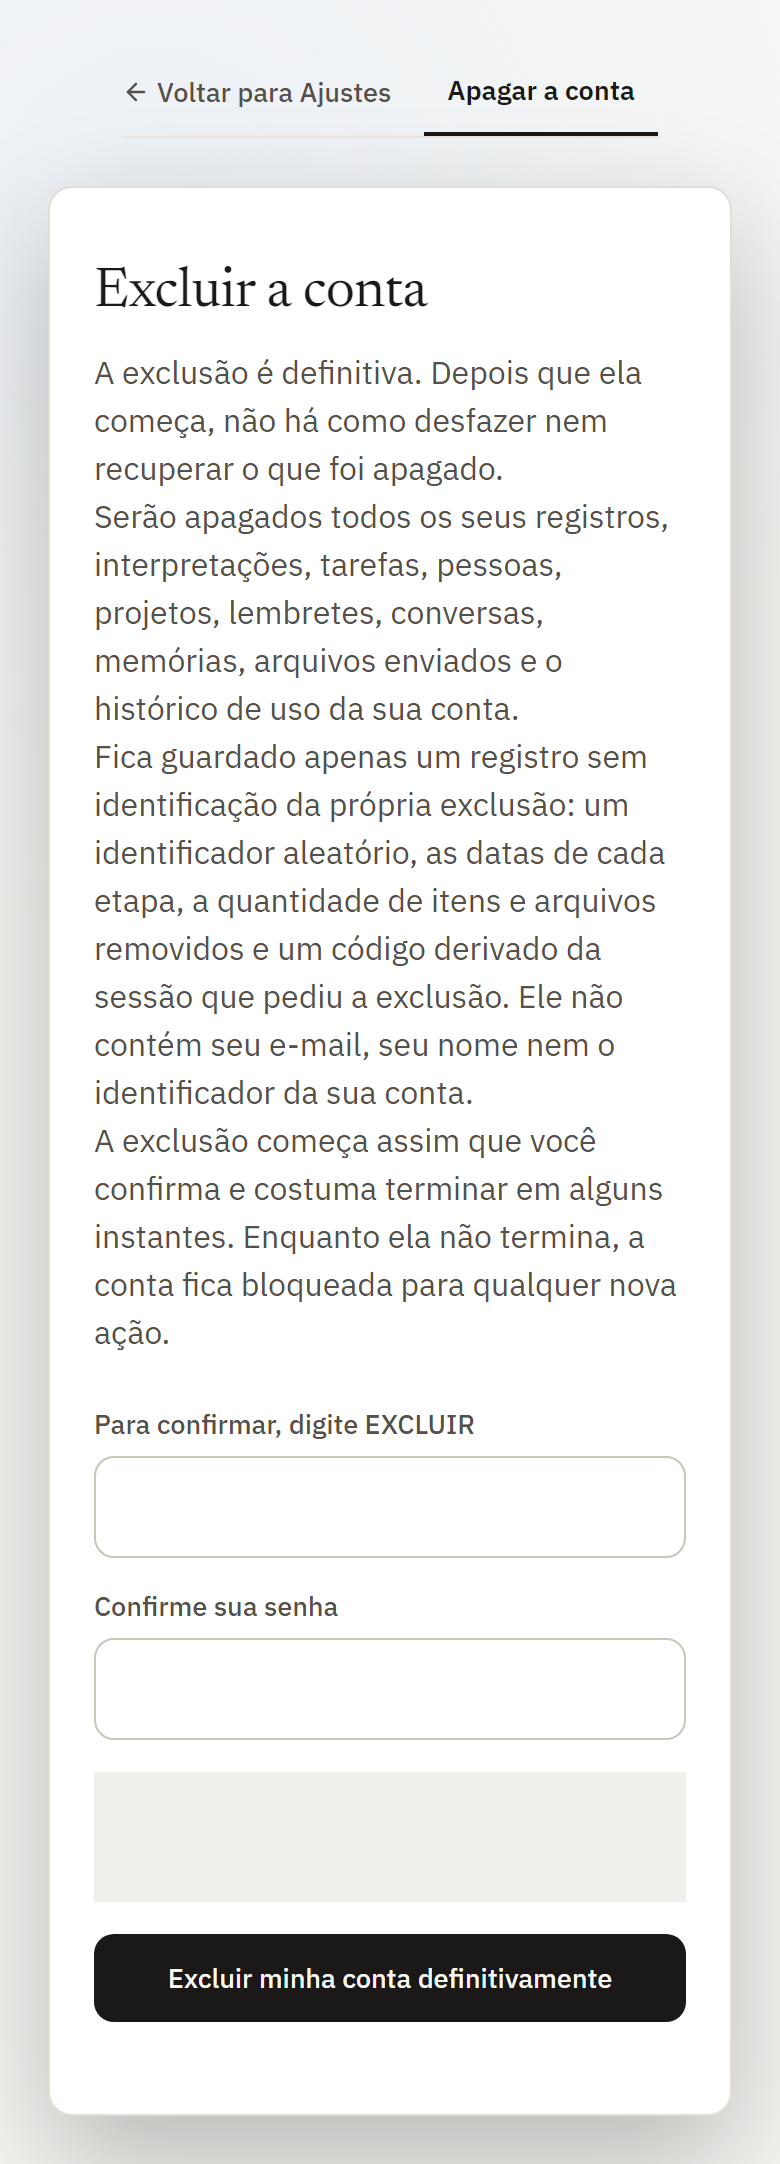 ← Voltar para Ajustes
Apagar a conta
Excluir a conta
A exclusão é definitiva. Depois que ela
começa, não há como desfazer nem
recuperar o que foi apagado.
Serão apagados todos os seus registros,
interpretações, tarefas, pessoas,
projetos, lembretes, conversas,
memórias, arquivos enviados e o
histórico de uso da sua conta.
Fica guardado apenas um registro sem
identificação da própria exclusão: um
identificador aleatório, as datas de cada
etapa, a quantidade de itens e arquivos
removidos e um código derivado da
sessão que pediu a exclusão. Ele não
contém seu e-mail, seu nome nem o
identificador da sua conta.
A exclusão começa assim que você
confirma e costuma terminar em alguns
instantes. Enquanto ela não termina, a
conta fica bloqueada para qualquer nova
ação.
Para confirmar, digite EXCLUIR
Confirme sua senha
Excluir minha conta definitivamente